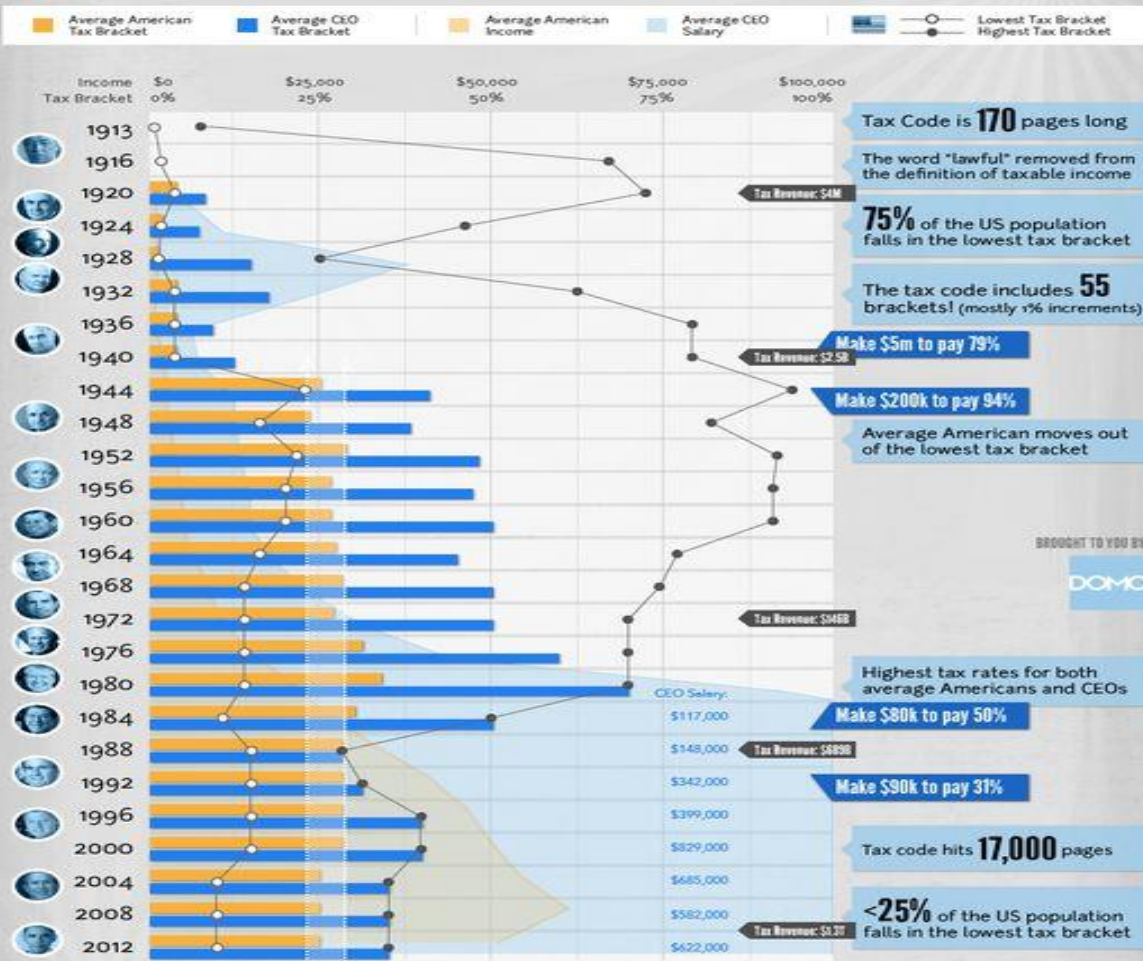 Average American
Tax Bracket
Average CEO
Tax Bracket
Average American
Income
Average CEO
Salary
Lowest Tax Bracket
Highest Tax Bracket
Income
Tax Bracket
$0
0%
$25,000
25%
$50,000
50%
$75,000
75%
$100,000
100%
1913
Tax Code is 170 pages long
1916
The word "lawful" removed from
the definition of taxable income
1920
Tax Revenue: $4M
1924
75% of the US population
falls in the lowest tax bracket
1928
1932
The tax code includes 55
brackets! (mostly 1% increments)
1936
Make $5m to pay 79%
1940
Tax Revenue: $2.5B
1944
Make $200k to pay 94%
1948
Average American moves out
of the lowest tax bracket
1952
1956
1960
BROUGHT TO YOU BY
1964
DOMO
1968
1972
Tax Revenue: $146B
1976
1980
Highest tax rates for both
average Americans and CEOs
CEO Salary:
1984
$117,000
Make $80k to pay 50%
1988
$148,000
Tax Revenue: $689B
1992
$342,000
Make $90k to pay 31%
1996
$399,000
2000
$829,000
Tax code hits 17,000 pages
2004
$685,000
2008
$582,000
<25% of the US population
falls in the lowest tax bracket
Tax Revenue: $1.3T
2012
$622,000